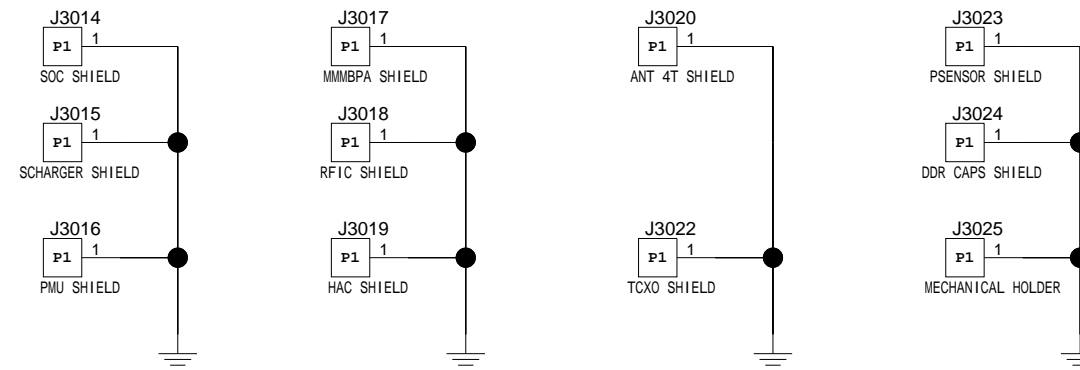 J3014
P1 1
SOC SHIELD
J3015
P1 1
SCHARGER SHIELD
J3016
P1 1
PMU SHIELD
J3017
P1 1
MMMBPA SHIELD
J3018
P1 1
RFIC SHIELD
J3019
P1 1
HAC SHIELD
J3020
P1 1
ANT 4T SHIELD
J3022
P1 1
TCXO SHIELD
J3023
P1 1
PSENSOR SHIELD
J3024
P1 1
DDR CAPS SHIELD
J3025
P1 1
MECHANICAL HOLDER